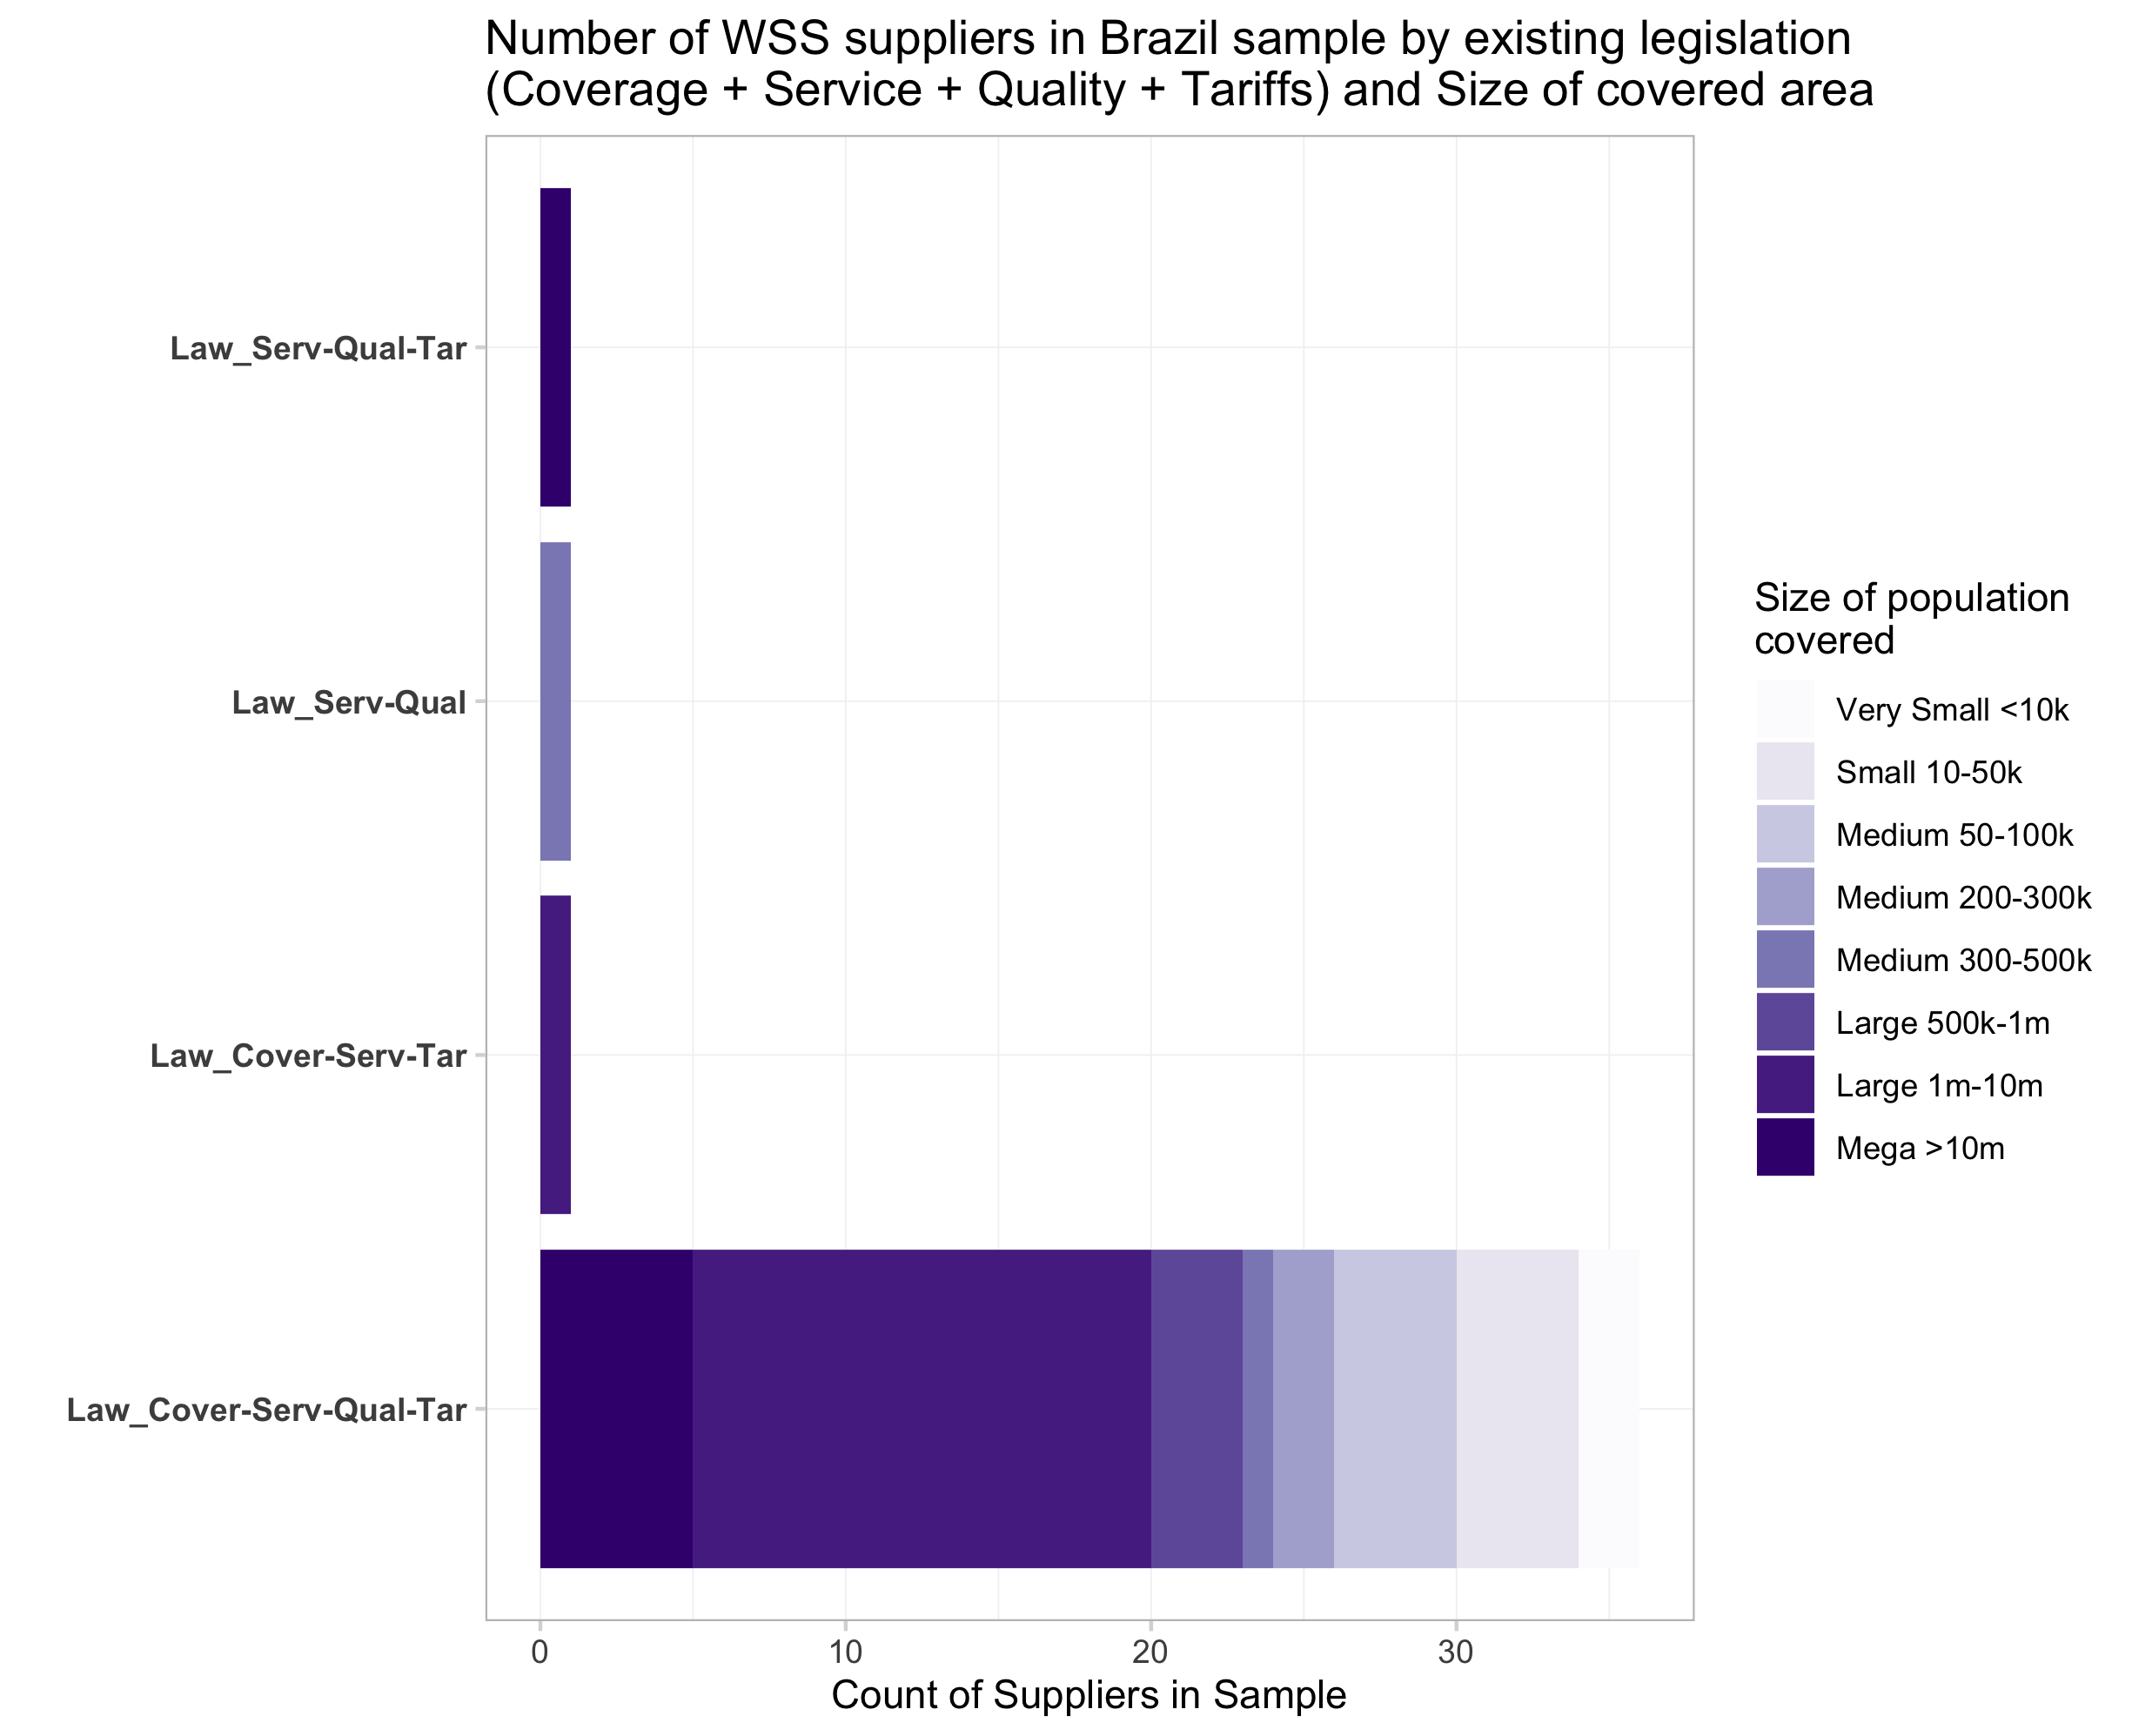 Number of WSS suppliers in Brazil sample by existing legislation
(Coverage + Service + Quality + Tariffs) and Size of covered area
Law_Serv-Qual-Tar
Law_Serv-Qual
Law_Cover-Serv-Tar
Law_Cover-Serv-Qual-Tar
0 10 20 30
Count of Suppliers in Sample
Size of population
covered
Very Small <10k
Small 10-50k
Medium 50-100k
Medium 200-300k
Medium 300-500k
Large 500k-1m
Large 1m-10m
Mega >10m